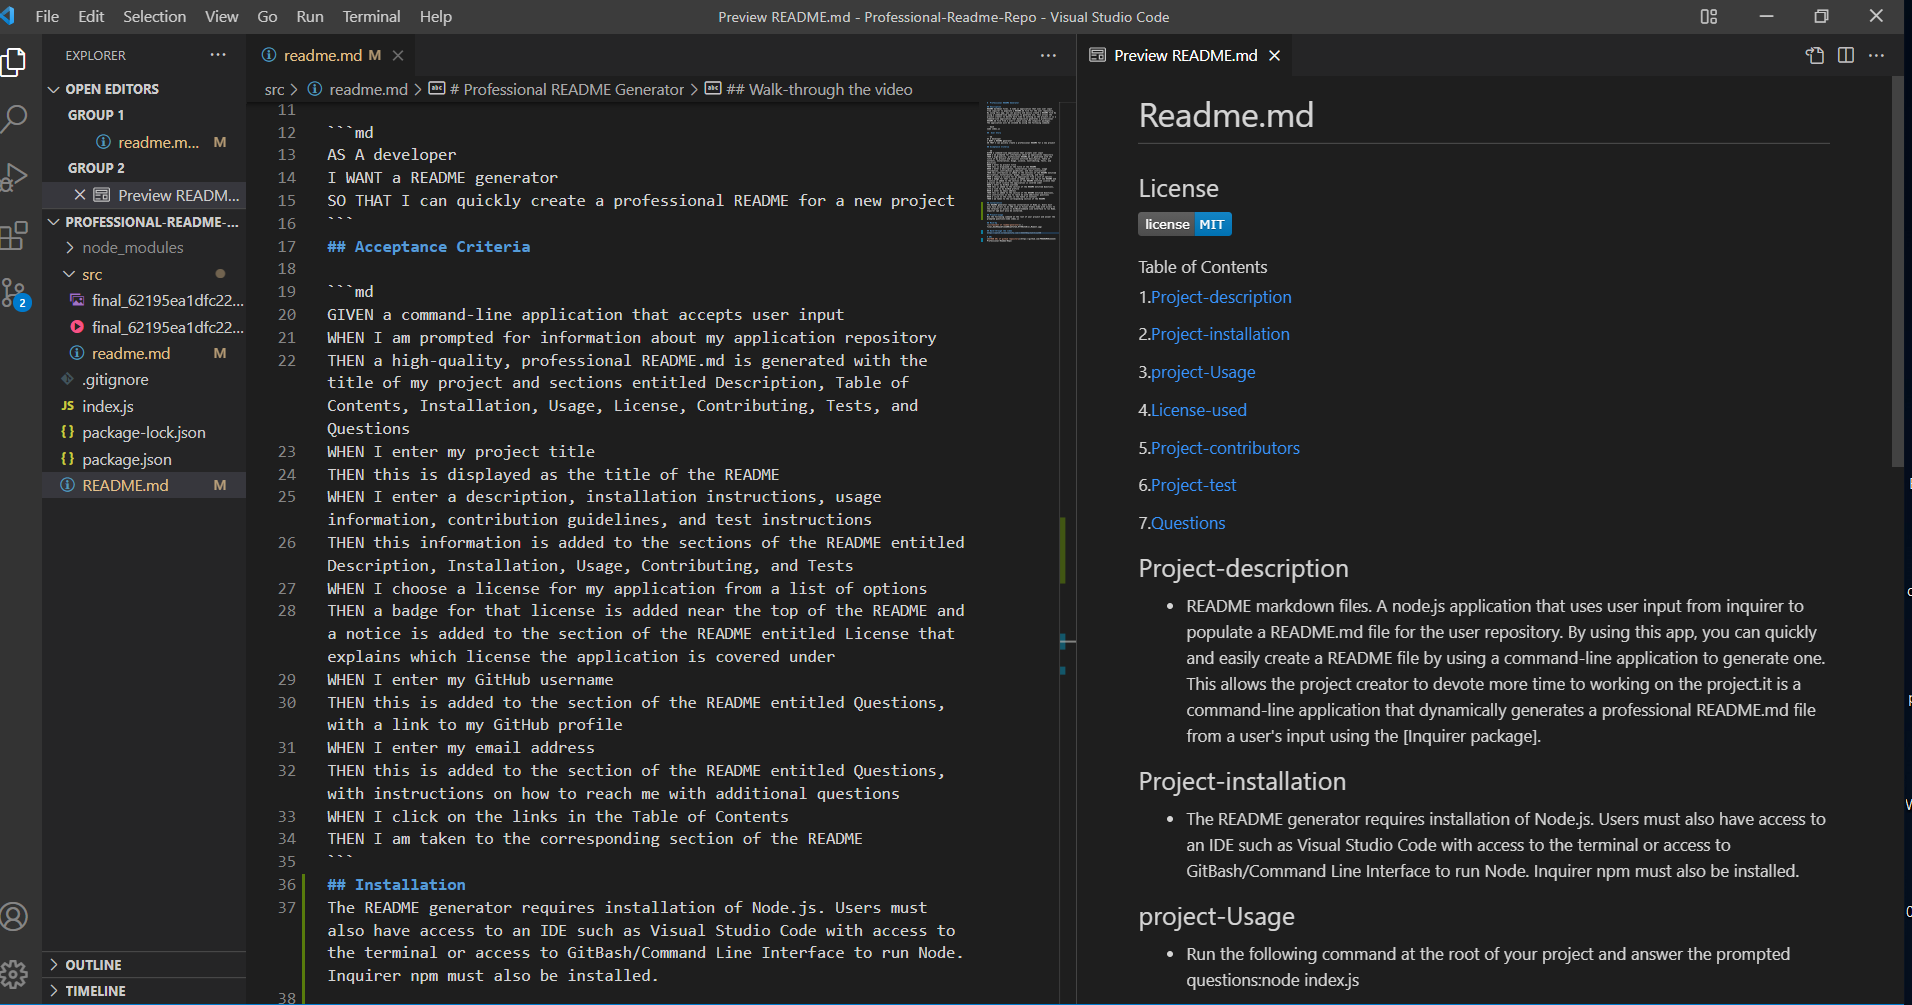 File Edit Selection View Go Run Terminal Help
Preview README.md - Professional-Readme-Repo - Visual Studio Code
EXPLORER
OPEN EDITORS
GROUP 1
readme.m... M
GROUP 2
Preview READM...
PROFESSIONAL-README-...
node_modules
src
final_62195ea1dfc22...
final_62195ea1dfc22...
readme.md M
.gitignore
JS index.js
{} package-lock.json
{} package.json
README.md M
2
OUTLINE
TIMELINE
readme.md M
src > readme.md > # Professional README Generator > ## Walk-through the video
11
12 ```md
13 AS A developer
14 I WANT a README generator
15 SO THAT I can quickly create a professional README for a new project
16 ```
17 ## Acceptance Criteria
18
19 ```md
20 GIVEN a command-line application that accepts user input
21 WHEN I am prompted for information about my application repository
22 THEN a high-quality, professional README.md is generated with the
title of my project and sections entitled Description, Table of
Contents, Installation, Usage, License, Contributing, Tests, and
Questions
23 WHEN I enter my project title
24 THEN this is displayed as the title of the README
25 WHEN I enter a description, installation instructions, usage
information, contribution guidelines, and test instructions
26 THEN this information is added to the sections of the README entitled
Description, Installation, Usage, Contributing, and Tests
27 WHEN I choose a license for my application from a list of options
28 THEN a badge for that license is added near the top of the README and
a notice is added to the section of the README entitled License that
explains which license the application is covered under
29 WHEN I enter my GitHub username
30 THEN this is added to the section of the README entitled Questions,
with a link to my GitHub profile
31 WHEN I enter my email address
32 THEN this is added to the section of the README entitled Questions,
with instructions on how to reach me with additional questions
33 WHEN I click on the links in the Table of Contents
34 THEN I am taken to the corresponding section of the README
35 ```
36 ## Installation
37 The README generator requires installation of Node.js. Users must
also have access to an IDE such as Visual Studio Code with access to
the terminal or access to GitBash/Command Line Interface to run Node.
Inquirer npm must also be installed.
38
Preview README.md
Readme.md
License
license MIT
Table of Contents
1.Project-description
2.Project-installation
3.project-Usage
4.License-used
5.Project-contributors
6.Project-test
7.Questions
Project-description
• README markdown files. A node.js application that uses user input from inquirer to
populate a README.md file for the user repository. By using this app, you can quickly
and easily create a README file by using a command-line application to generate one.
This allows the project creator to devote more time to working on the project.it is a
command-line application that dynamically generates a professional README.md file
from a user's input using the [Inquirer package].
Project-installation
• The README generator requires installation of Node.js. Users must also have access to
an IDE such as Visual Studio Code with access to the terminal or access to
GitBash/Command Line Interface to run Node. Inquirer npm must also be installed.
project-Usage
• Run the following command at the root of your project and answer the prompted
questions:node index.js